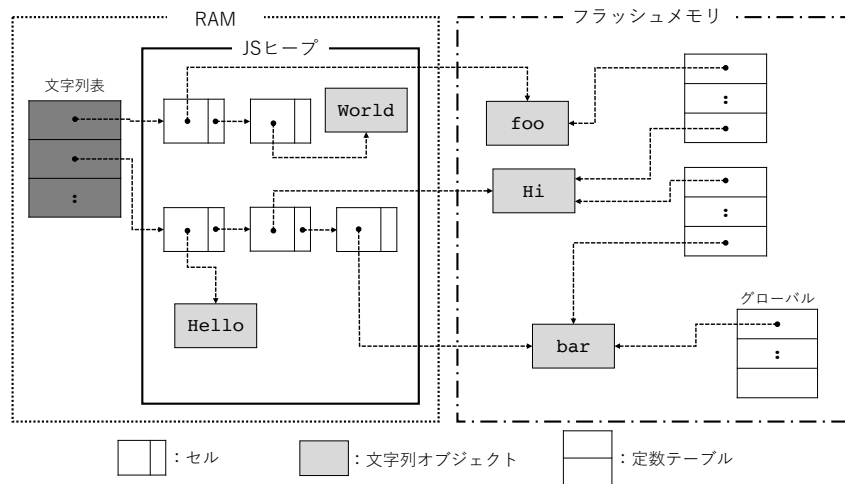 RAM
フラッシュメモリ
JSヒープ
文字列表
World
foo
:
Hi
:
:
Hello
グローバル
bar
:
：セル
：文字列オブジェクト
：定数テーブル